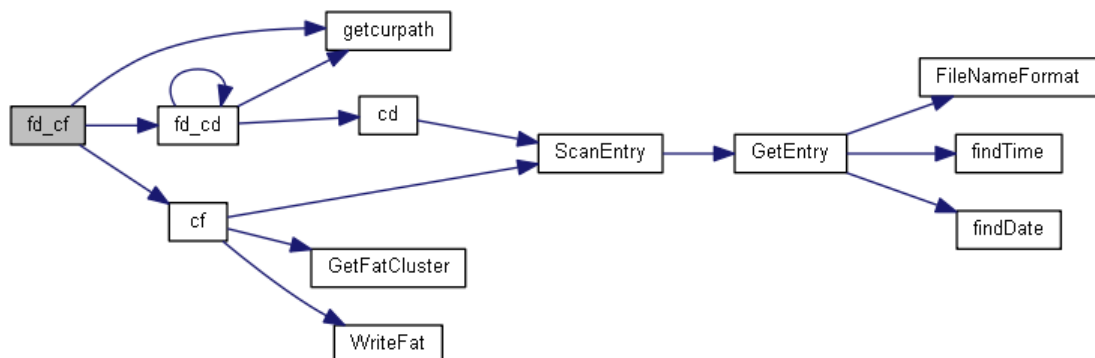 getcurpath
FileNameFormat
fd_cf
fd_cd
cd
ScanEntry
GetEntry
findTime
cf
findDate
GetFatCluster
WriteFat